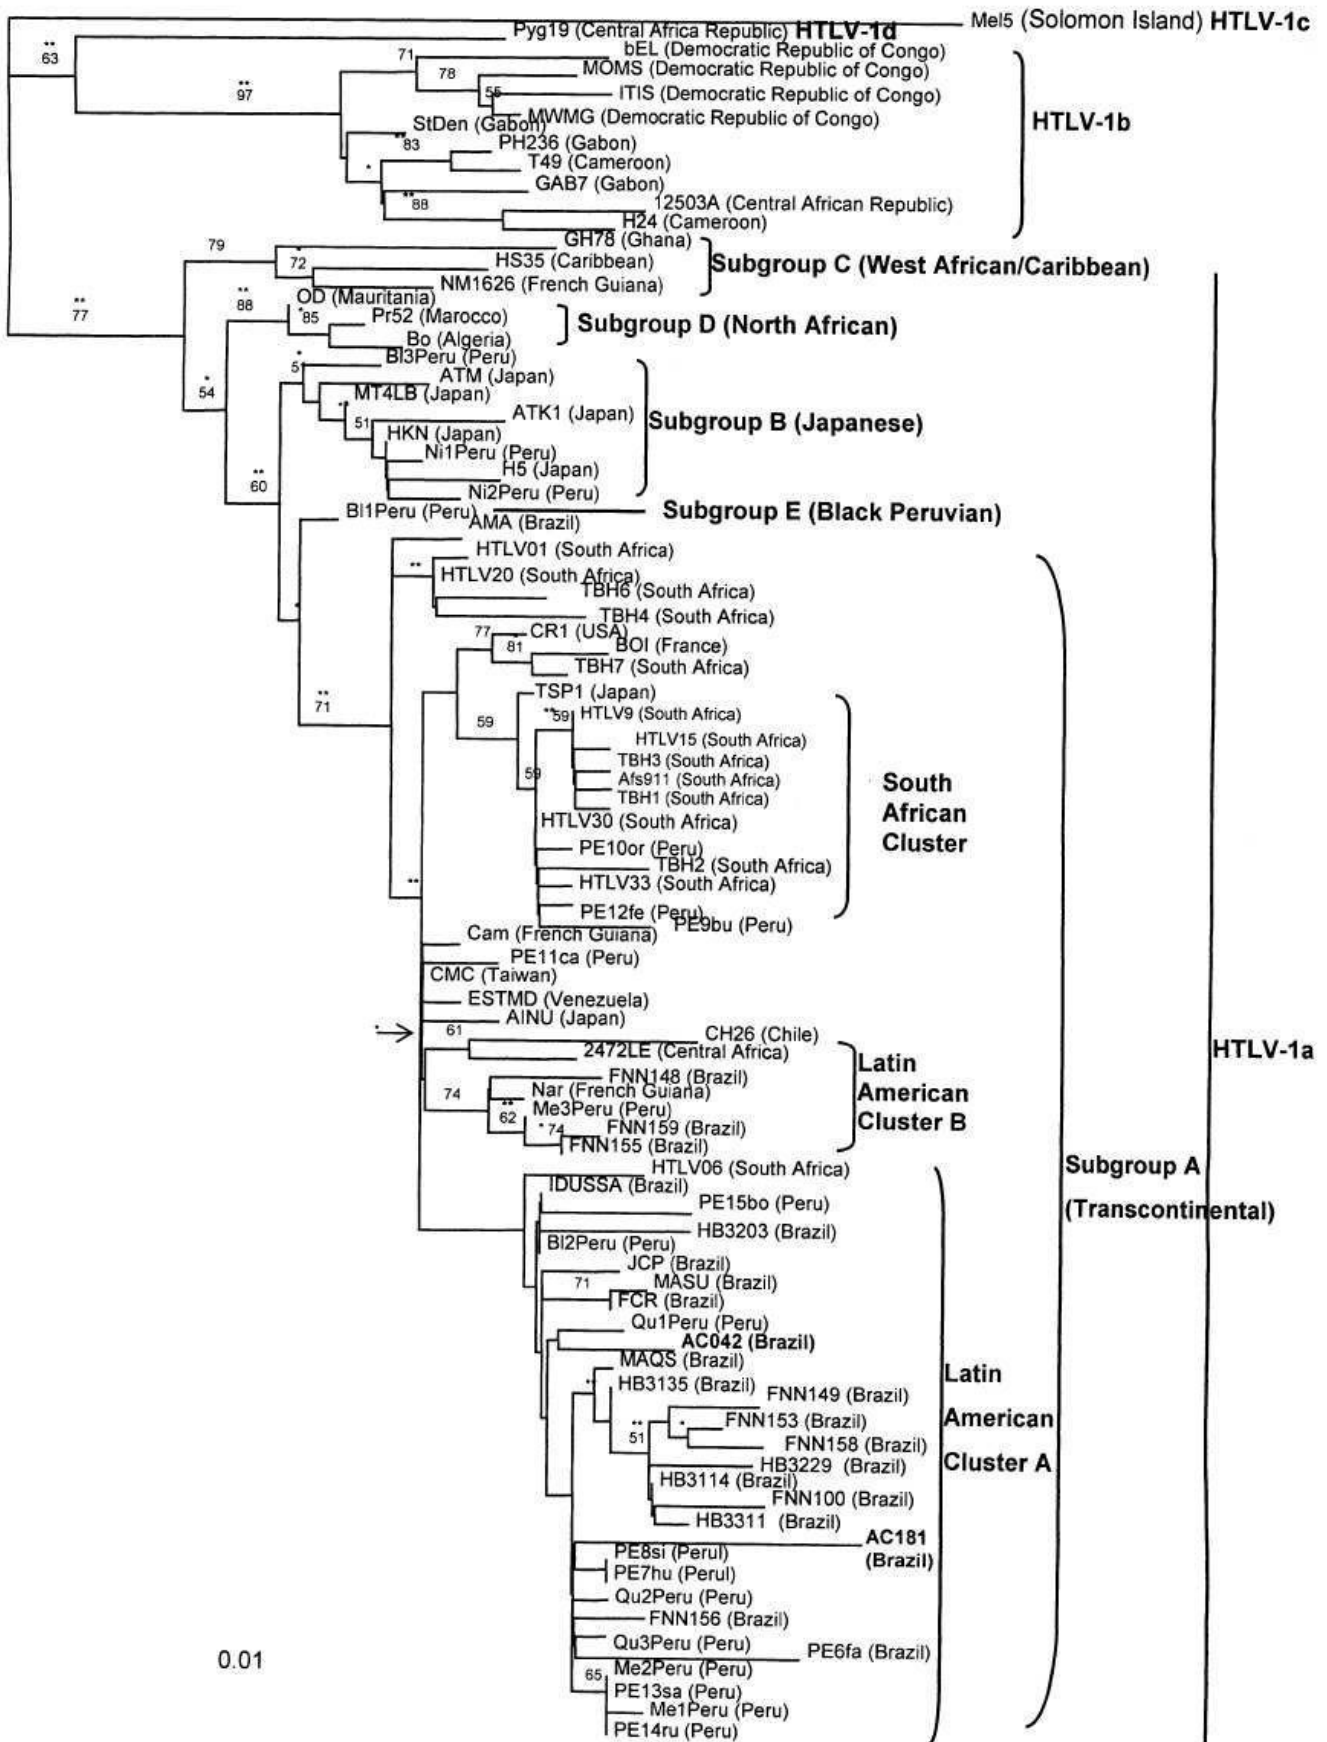 Mel5 (Solomon Island) HTLV-1c
Pyg19 (Central Africa Republic) HTLV-1d
**
63
bEL (Democratic Republic of Congo)
71
78
MOMS (Democratic Republic of Congo)
**
97
55
ITIS (Democratic Republic of Congo)
MWMG (Democratic Republic of Congo)
HTLV-1b
StDen (Gabon)
**83
PH236 (Gabon)
*
T49 (Cameroon)
GAB7 (Gabon)
**88
12503A (Central African Republic)
H24 (Cameroon)
79
GH78 (Ghana)
*
72
HS35 (Caribbean)
Subgroup C (West African/Caribbean)
NM1626 (French Guiana)
**
88
OD (Mauritania)
**
77
*85
Pr52 (Marocco)
Subgroup D (North African)
Bo (Algeria)
*
Bl3Peru (Peru)
*
54
ATM (Japan)
MT4LB (Japan)
51
ATK1 (Japan)
Subgroup B (Japanese)
HKN (Japan)
Ni1Peru (Peru)
**
60
H5 (Japan)
Ni2Peru (Peru)
Bl1Peru (Peru)
Subgroup E (Black Peruvian)
AMA (Brazil)
HTLV01 (South Africa)
**
HTLV20 (South Africa)
TBH6 (South Africa)
*
TBH4 (South Africa)
77
CR1 (USA)
81
BOI (France)
TBH7 (South Africa)
**
71
TSP1 (Japan)
59
**59
HTLV9 (South Africa)
HTLV15 (South Africa)
TBH3 (South Africa)
59
Afs911 (South Africa)
TBH1 (South Africa)
South
African
Cluster
HTLV30 (South Africa)
PE10or (Peru)
TBH2 (South Africa)
**
HTLV33 (South Africa)
PE12fe (Peru)
PE9bu (Peru)
Cam (French Guiana)
PE11ca (Peru)
CMC (Taiwan)
ESTMD (Venezuela)
AINU (Japan)
*
61
CH26 (Chile)
2472LE (Central Africa)
HTLV-1a
Latin
American
Cluster B
FNN148 (Brazil)
74
Nar (French Guiana)
**
62
Me3Peru (Peru)
*74
FNN159 (Brazil)
FNN155 (Brazil)
HTLV06 (South Africa)
Subgroup A
(Transcontinental)
IDUSSA (Brazil)
PE15bo (Peru)
HB3203 (Brazil)
Bl2Peru (Peru)
JCP (Brazil)
71
MASU (Brazil)
FCR (Brazil)
Qu1Peru (Peru)
AC042 (Brazil)
MAQS (Brazil)
**
HB3135 (Brazil)
Latin
American
Cluster A
FNN149 (Brazil)
**
51
*
FNN153 (Brazil)
FNN158 (Brazil)
HB3229 (Brazil)
HB3114 (Brazil)
FNN100 (Brazil)
HB3311 (Brazil)
AC181
(Brazil)
PE8si (Perul)
PE7hu (Perul)
Qu2Peru (Peru)
FNN156 (Brazil)
Qu3Peru (Peru)
PE6fa (Brazil)
0.01
65
Me2Peru (Peru)
PE13sa (Peru)
Me1Peru (Peru)
PE14ru (Peru)